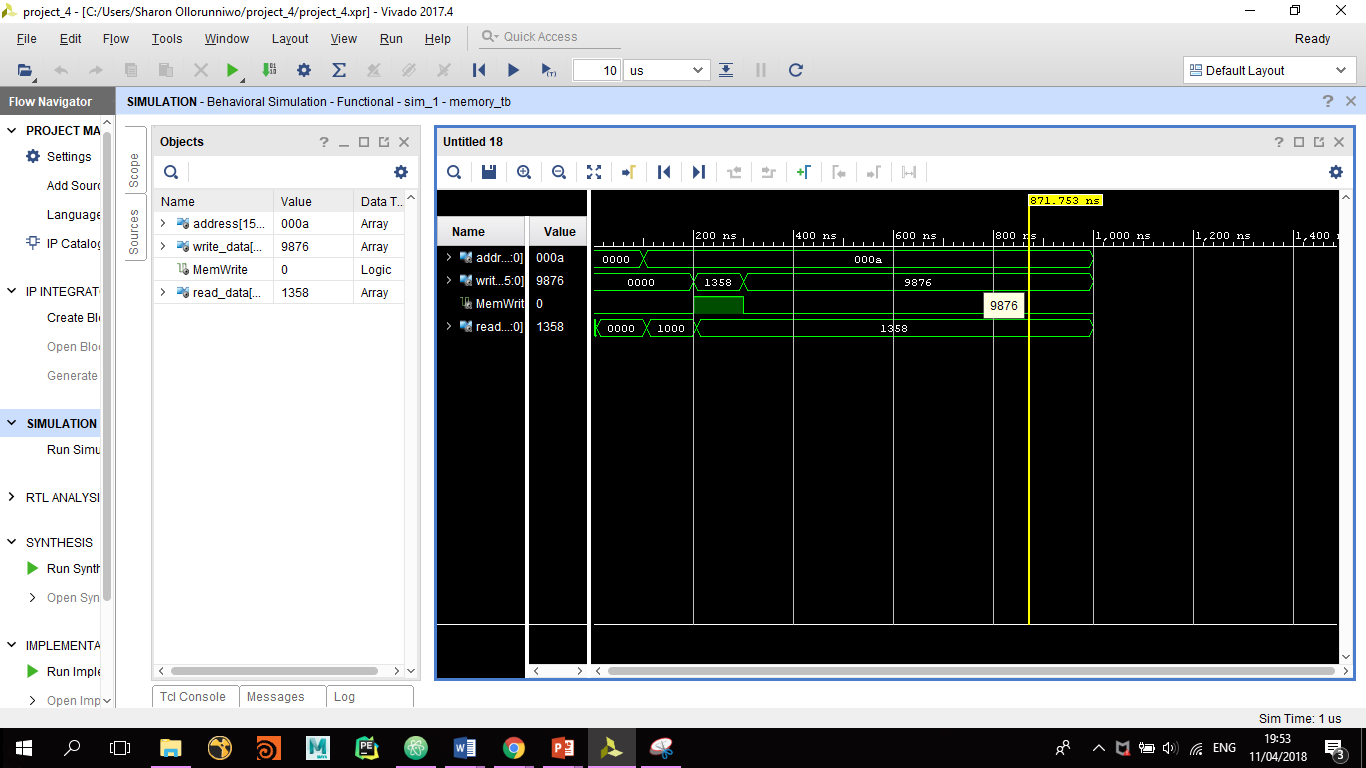 project_4 - [C:/Users/Sharon Ollorunniwo/project_4/project_4.xpr] - Vivado 2017.4
File Edit Flow Tools Window Layout View Run Help Quick Access Ready
10 us Default Layout
Flow Navigator
SIMULATION - Behavioral Simulation - Functional - sim_1 - memory_tb
PROJECT MA
Settings
Add Sourc
Language
IP Catalog
IP INTEGRAT
Create Blo
Open Bloc
Generate
SIMULATION
Run Simu
RTL ANALYSI
SYNTHESIS
Run Synth
Open Syn
IMPLEMENTA
Run Imple
Open Imp
Scope
Sources
Objects
Name Value Data T...
address[15... 000a Array
write_data[... 9876 Array
MemWrite 0 Logic
read_data[... 1358 Array
Tcl Console Messages Log
Untitled 18
871.753 ns
Name Value
200 ns 400 ns 600 ns 800 ns 1,000 ns 1,200 ns 1,400
addr...:0] 000a 0000 000a
writ...5:0] 9876 0000 1358 9876
MemWrit 0
9876
read...:0] 1358 0000 1000 1358
Sim Time: 1 us
ENG
19:53
11/04/2018
3